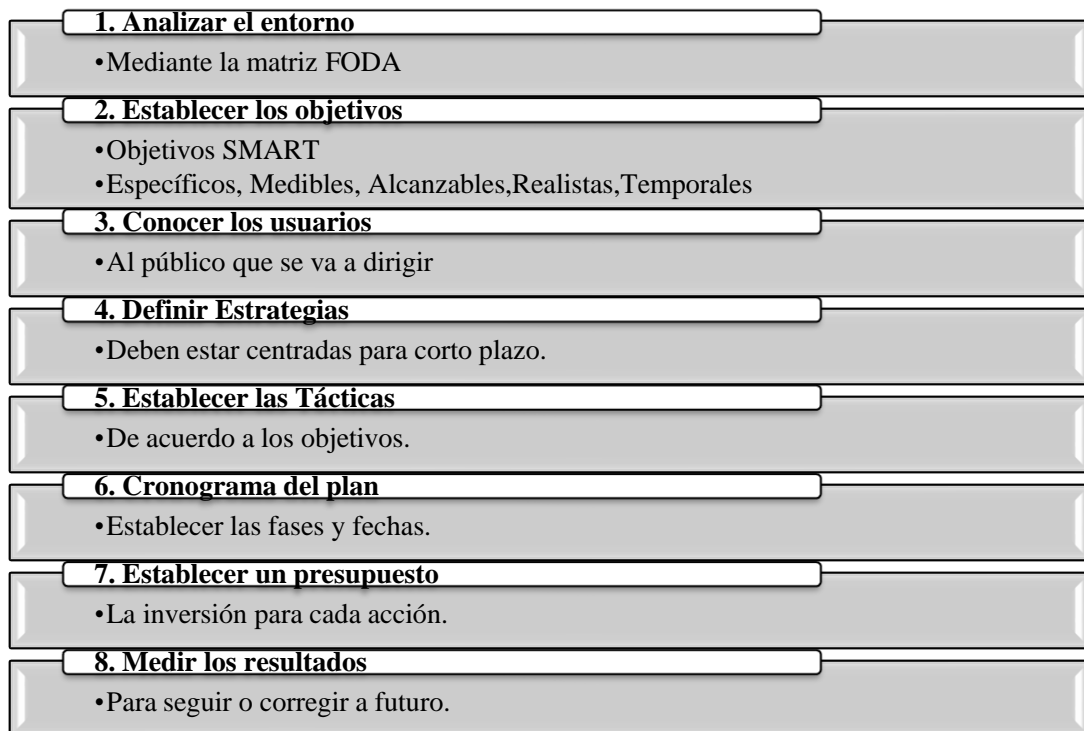 1. Analizar el entorno
•Mediante la matriz FODA
2. Establecer los objetivos
•Objetivos SMART
•Específicos, Medibles, Alcanzables,Realistas,Temporales
3. Conocer los usuarios
•Al público que se va a dirigir
4. Definir Estrategias
•Deben estar centradas para corto plazo.
5. Establecer las Tácticas
•De acuerdo a los objetivos.
6. Cronograma del plan
•Establecer las fases y fechas.
7. Establecer un presupuesto
•La inversión para cada acción.
8. Medir los resultados
•Para seguir o corregir a futuro.